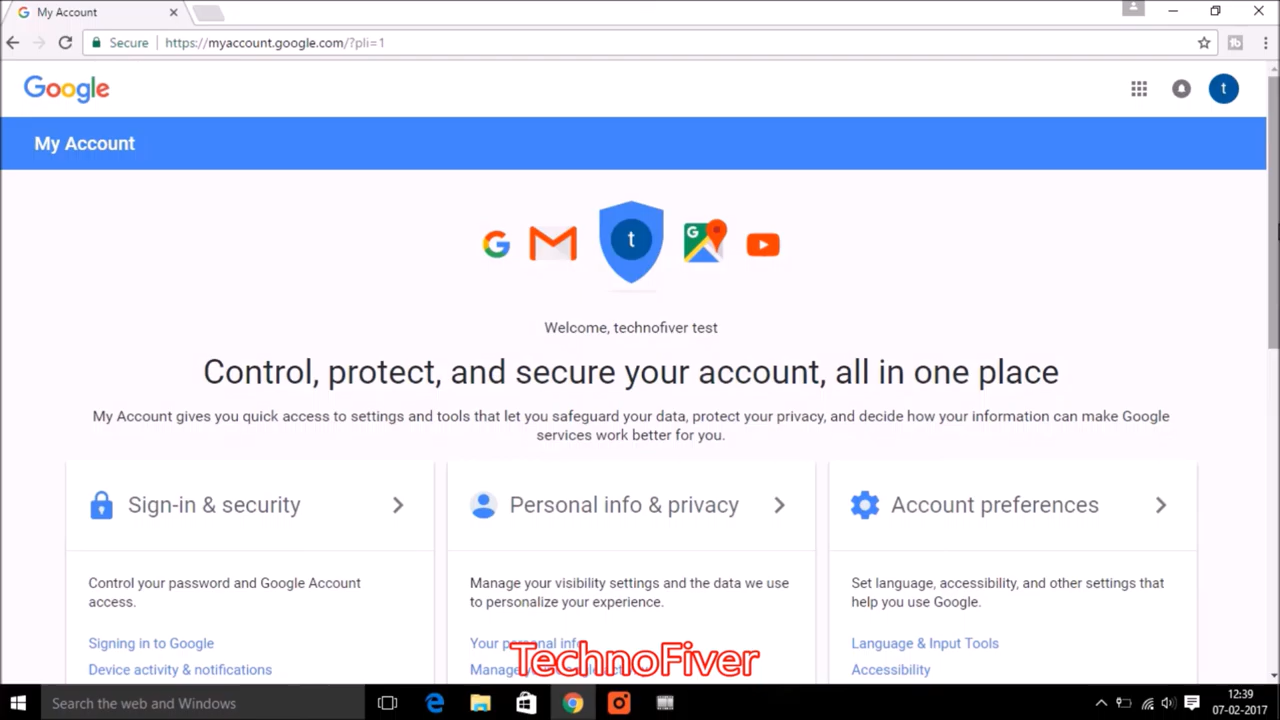 My Account
Secure
https://myaccount.google.com/?pli=1
Google
t
My Account
G
t
G
Welcome, technofiver test
Control, protect, and secure your account, all in one place
My Account gives you quick access to settings and tools that let you safeguard your data, protect your privacy, and decide how your information can make Google
services work better for you.
Sign-in & security
Control your password and Google Account
access.
Signing in to Google
Device activity & notifications
Personal info & privacy
Manage your visibility settings and the data we use
to personalize your experience.
Your personal info
Account preferences
Set language, accessibility, and other settings that
help you use Google.
Language & Input Tools
Accessibility
TechnoFiver
Search the web and Windows
12:39
07-02-2017